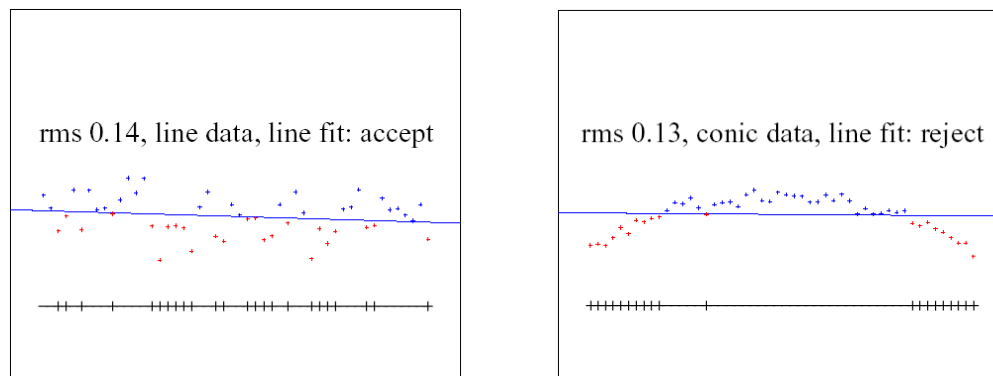 rms 0.14, line data, line fit: accept
rms 0.13, conic data, line fit: reject